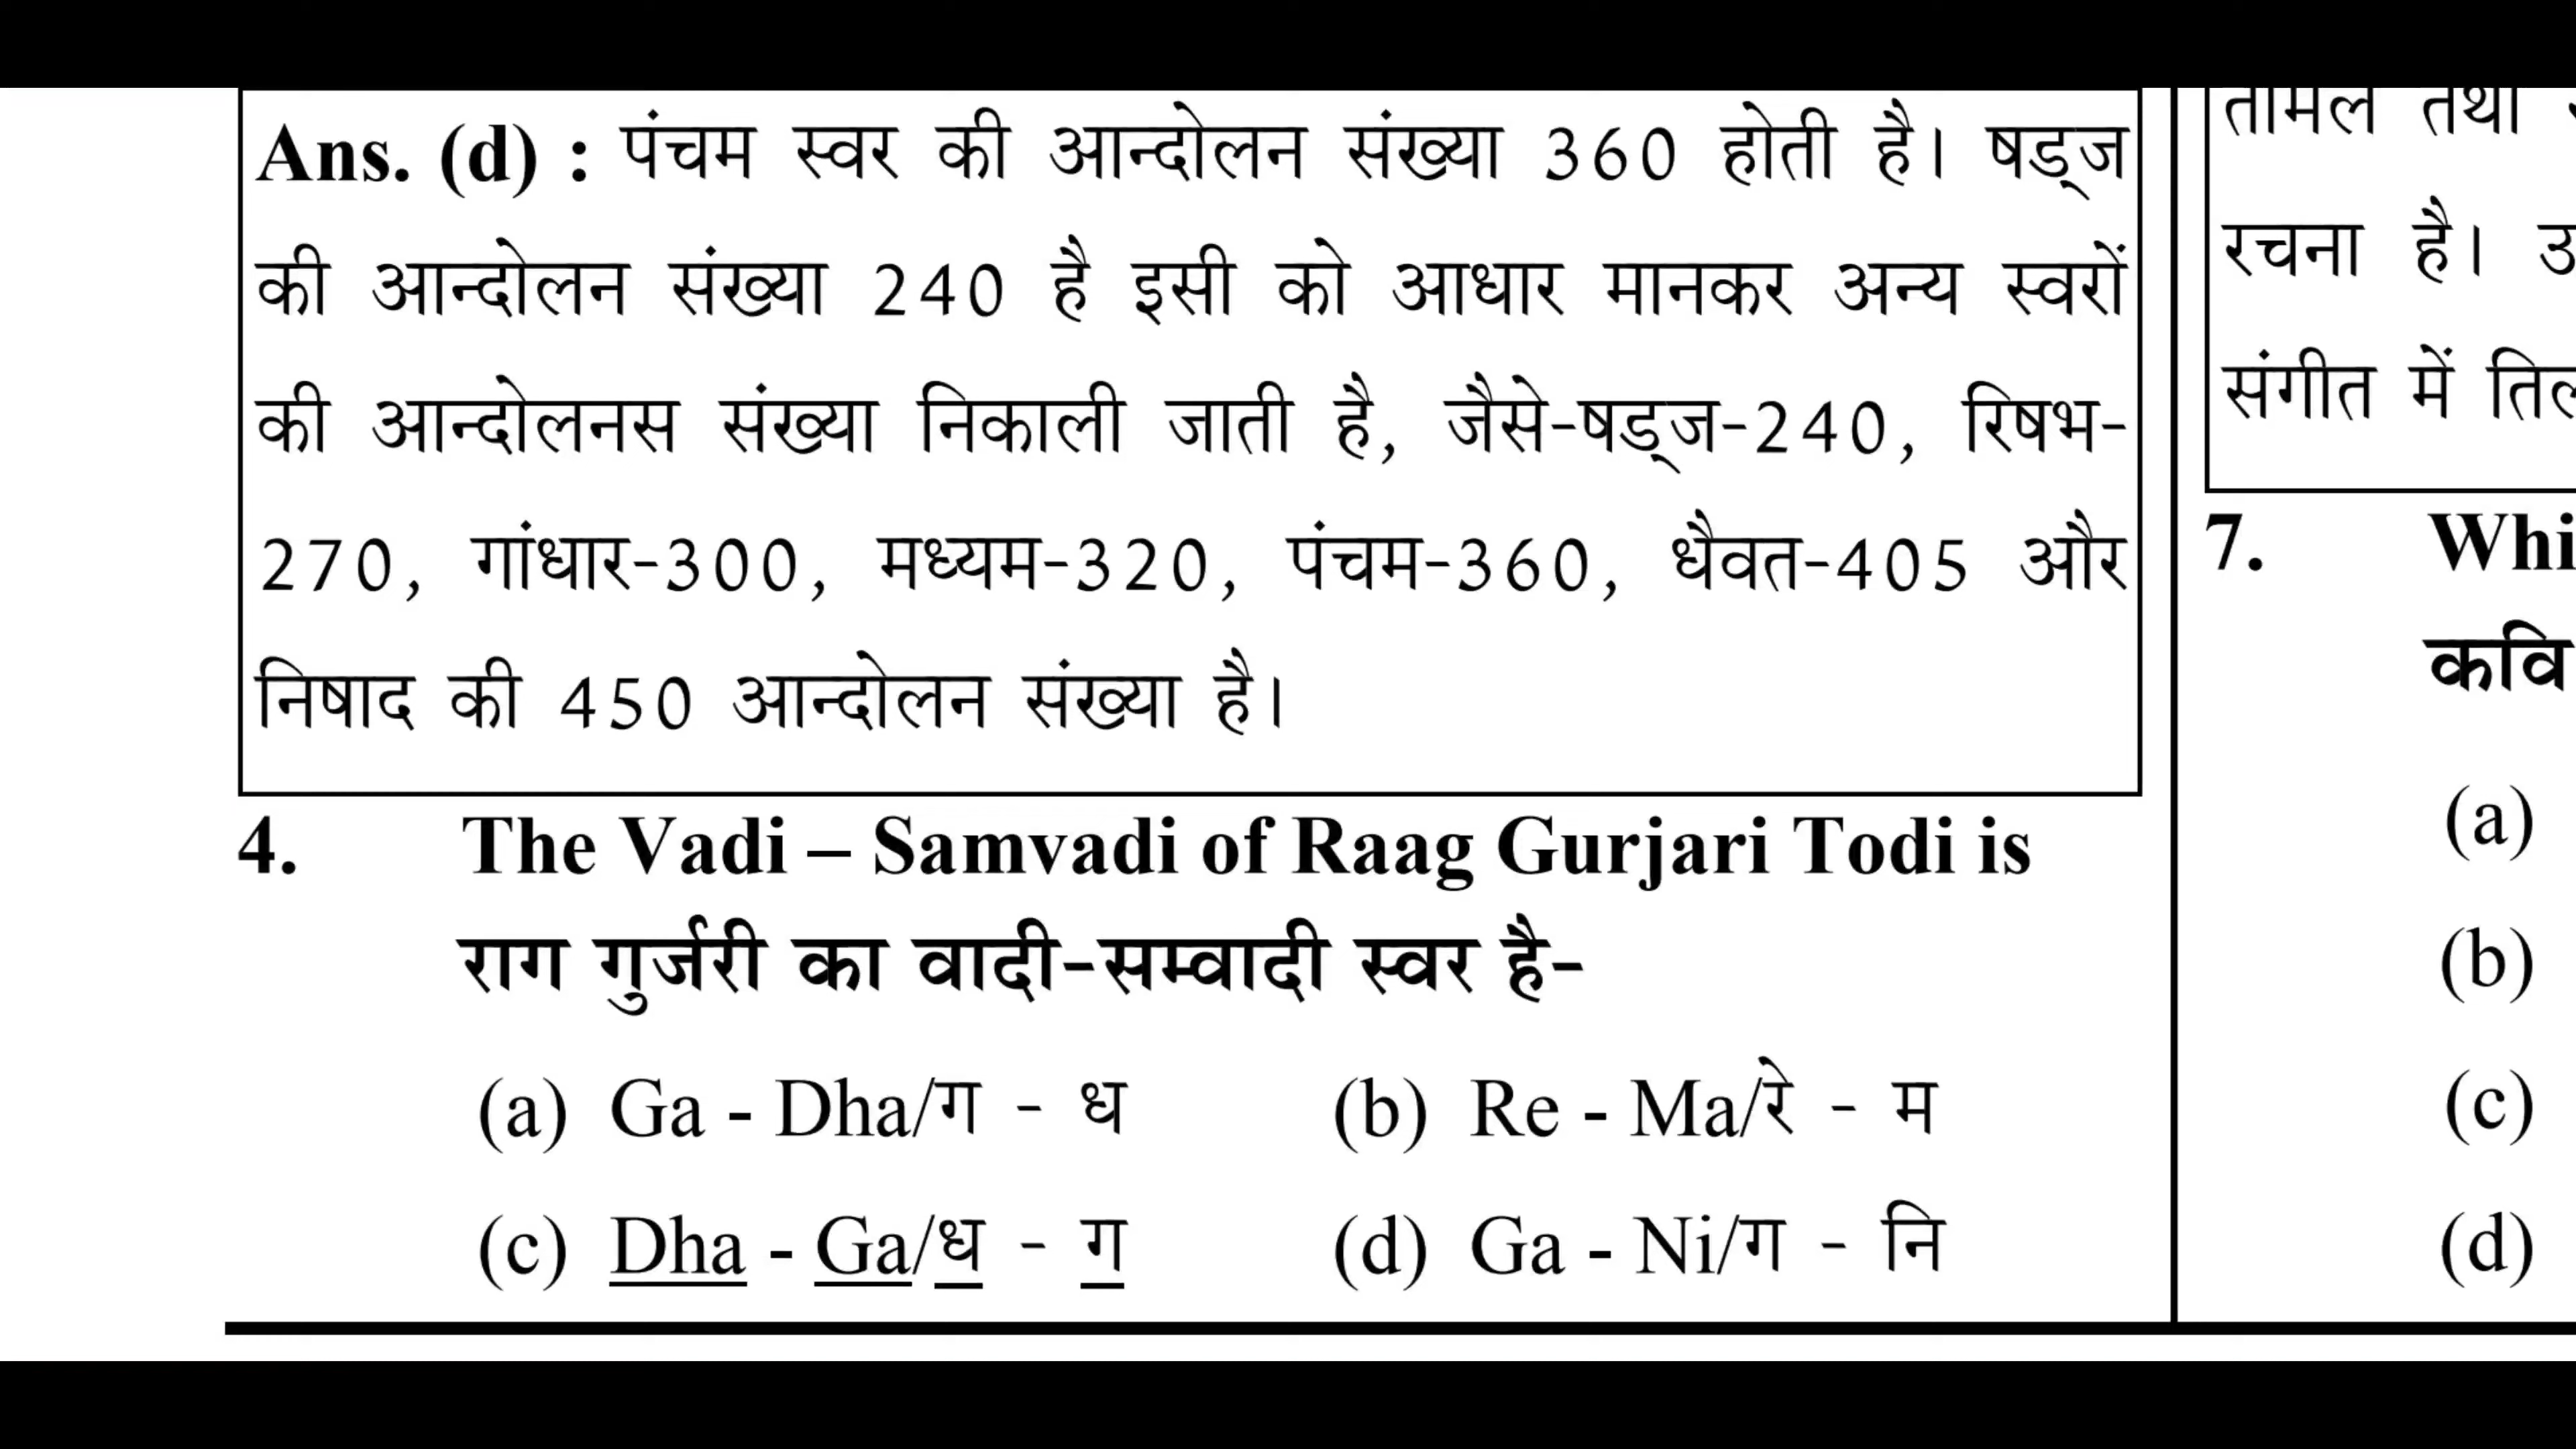 Ans. (d) : पंचम स्वर की आन्दोलन संख्या 360 होती है। षड्ज
की आन्दोलन संख्या 240 है इसी को आधार मानकर अन्य स्वरों
की आन्दोलनस संख्या निकाली जाती है, जैसे-षड्ज-240, रिषभ-
270, गांधार-300, मध्यम-320, पंचम-360, धैवत-405 और
निषाद की 450 आन्दोलन संख्या है।
4. The Vadi – Samvadi of Raag Gurjari Todi is
राग गुर्जरी का वादी-सम्वादी स्वर है-
(a) Ga - Dha/ग - ध (b) Re - Ma/रे - म
(c) Dha - Ga/ध - ग (d) Ga - Ni/ग - नि
तथा
रचना है।
संगीत में
7.
(a)
(b)
(c)
(d)